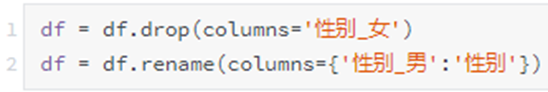 1 df = df.drop(columns='性别_女')
2 df = df.rename(columns={'性别_男':'性别'})